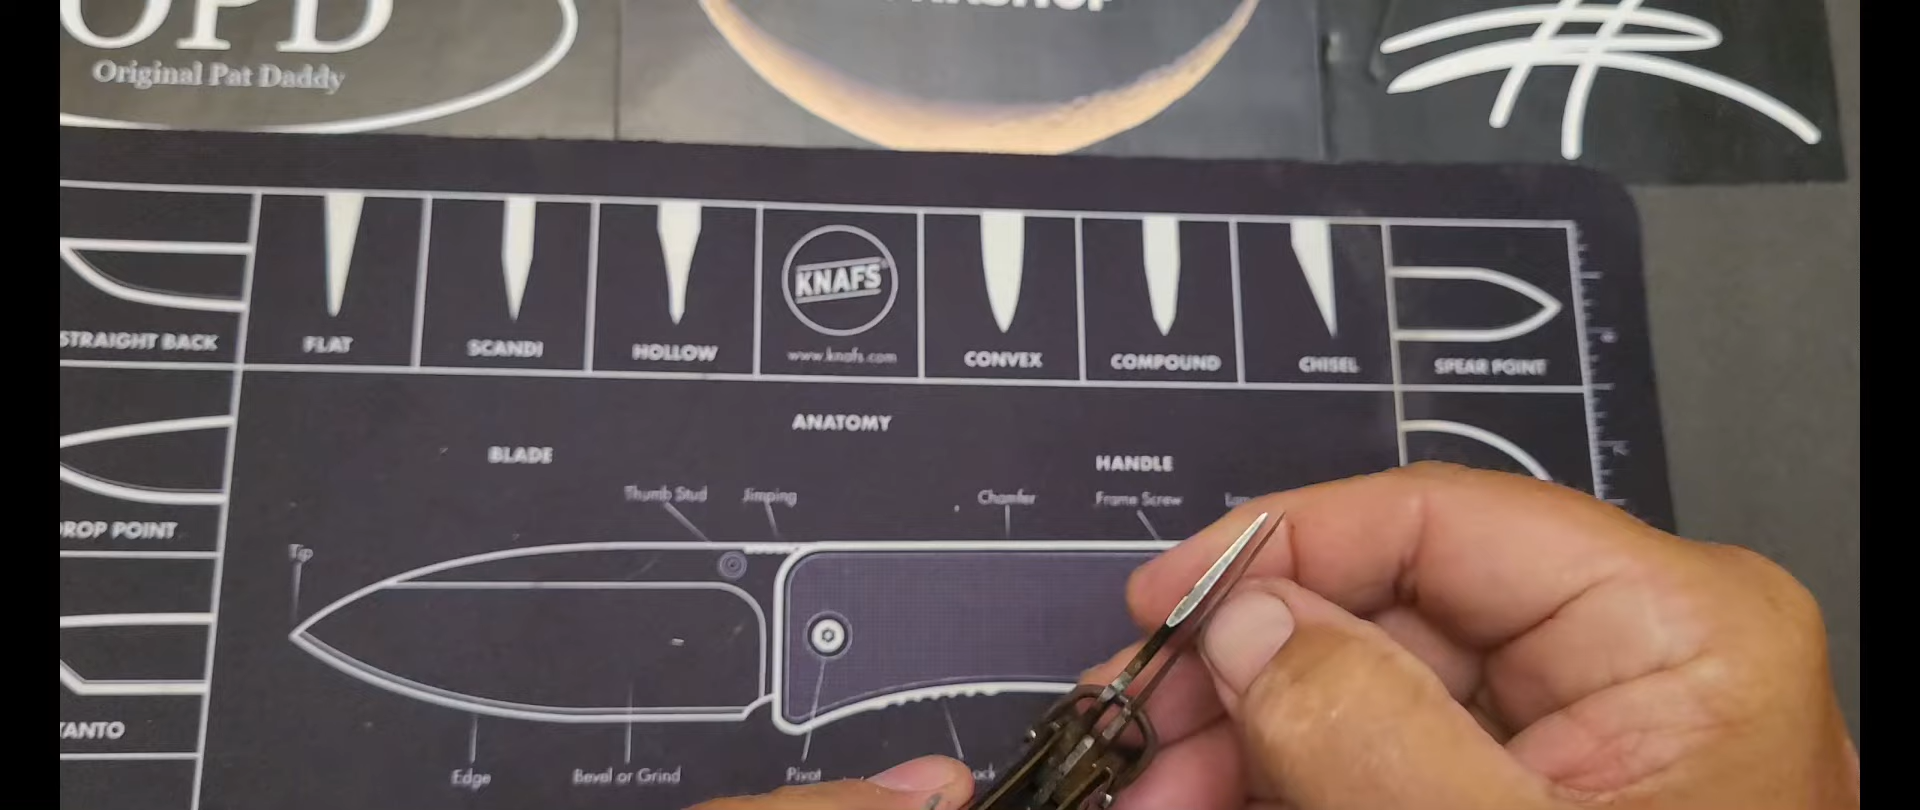 OPD
Original Pat Daddy
STRAIGHT BACK
FLAT
SCANDI
HOLLOW
KNAFS®
www.knafs.com
CONVEX
COMPOUND
CHISEL
SPEAR POINT
ANATOMY
BLADE
HANDLE
Thumb Stud
Jimping
Chamfer
Frame Screw
ROP POINT
Tip
ANTO
Edge
Bevel or Grind
Pivot
ock